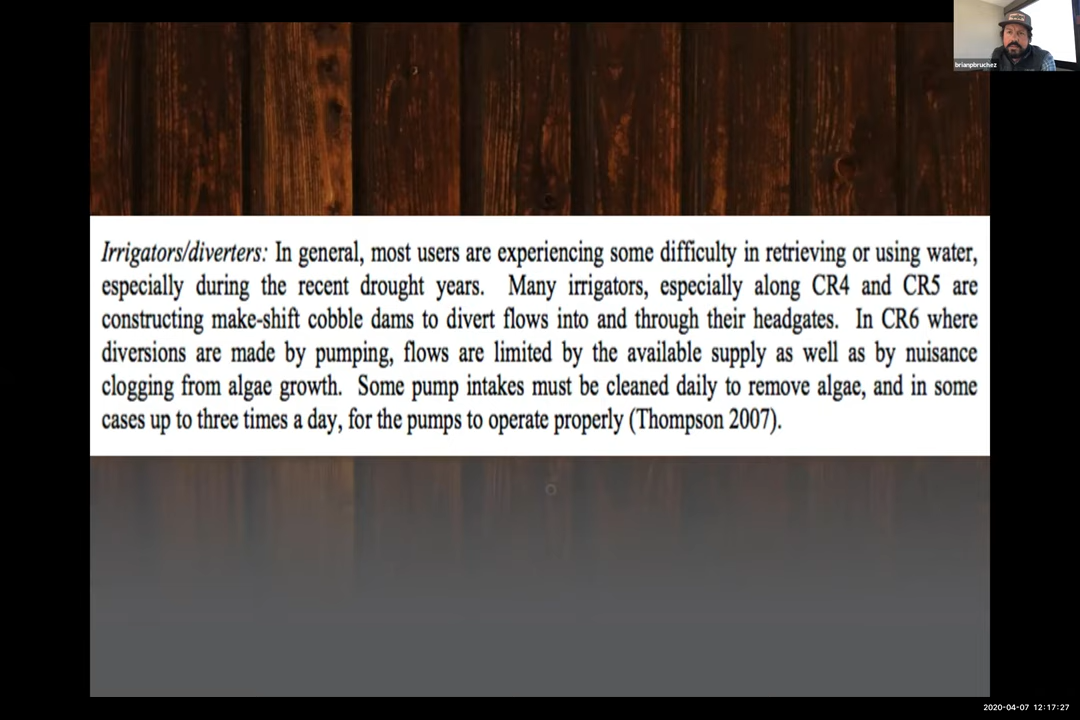 brianpbruchez
Irrigators/diverters: In general, most users are experiencing some difficulty in retrieving or using water,
especially during the recent drought years. Many irrigators, especially along CR4 and CR5 are
constructing make-shift cobble dams to divert flows into and through their headgates. In CR6 where
diversions are made by pumping, flows are limited by the available supply as well as by nuisance
clogging from algae growth. Some pump intakes must be cleaned daily to remove algae, and in some
cases up to three times a day, for the pumps to operate properly (Thompson 2007).
2020-04-07 12:17:27